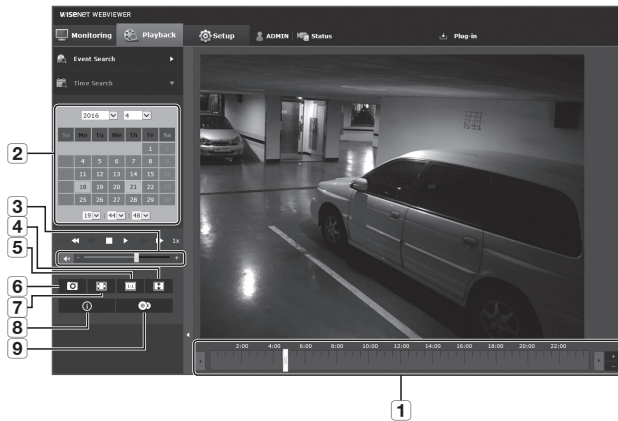 WISENET WEBVIEWER
Monitoring Playback Setup ADMIN Status Plug-in
Event Search
Time Search
2016 4
Su Mo Tu We Th Fr Sa
1
4 5 6 7 8
11 12 13 14 15
18 19 20 21 22
25 26 27 28 29
19 : 44 : 48
1x
- +
1:1
2:00 4:00 6:00 8:00 10:00 12:00 14:00 16:00 18:00 20:00 22:00
+
-
2
3
4
5
6
7
8
9
1